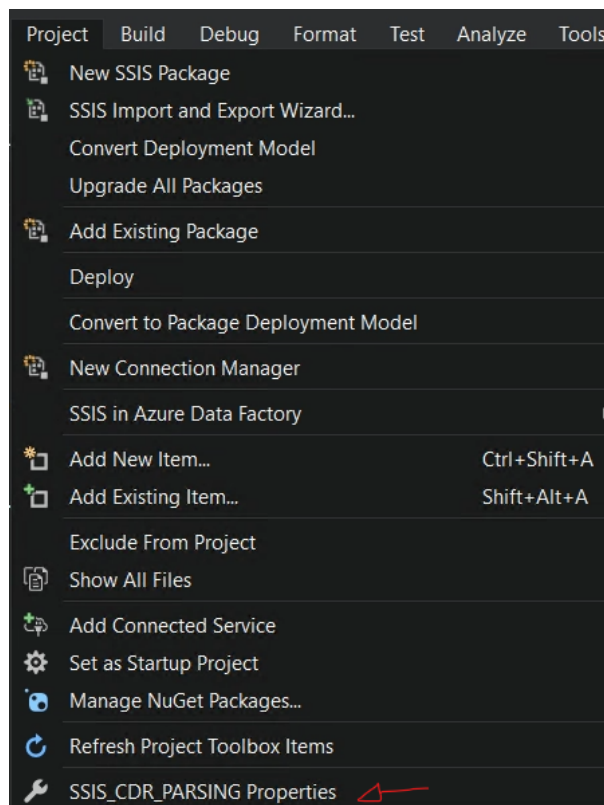 Project Build Debug Format Test Analyze Tools
New SSIS Package
SSIS Import and Export Wizard...
Convert Deployment Model
Upgrade All Packages
Add Existing Package
Deploy
Convert to Package Deployment Model
New Connection Manager
SSIS in Azure Data Factory
Add New Item... Ctrl+Shift+A
Add Existing Item... Shift+Alt+A
Exclude From Project
Show All Files
Add Connected Service
Set as Startup Project
Manage NuGet Packages...
Refresh Project Toolbox Items
SSIS_CDR_PARSING Properties